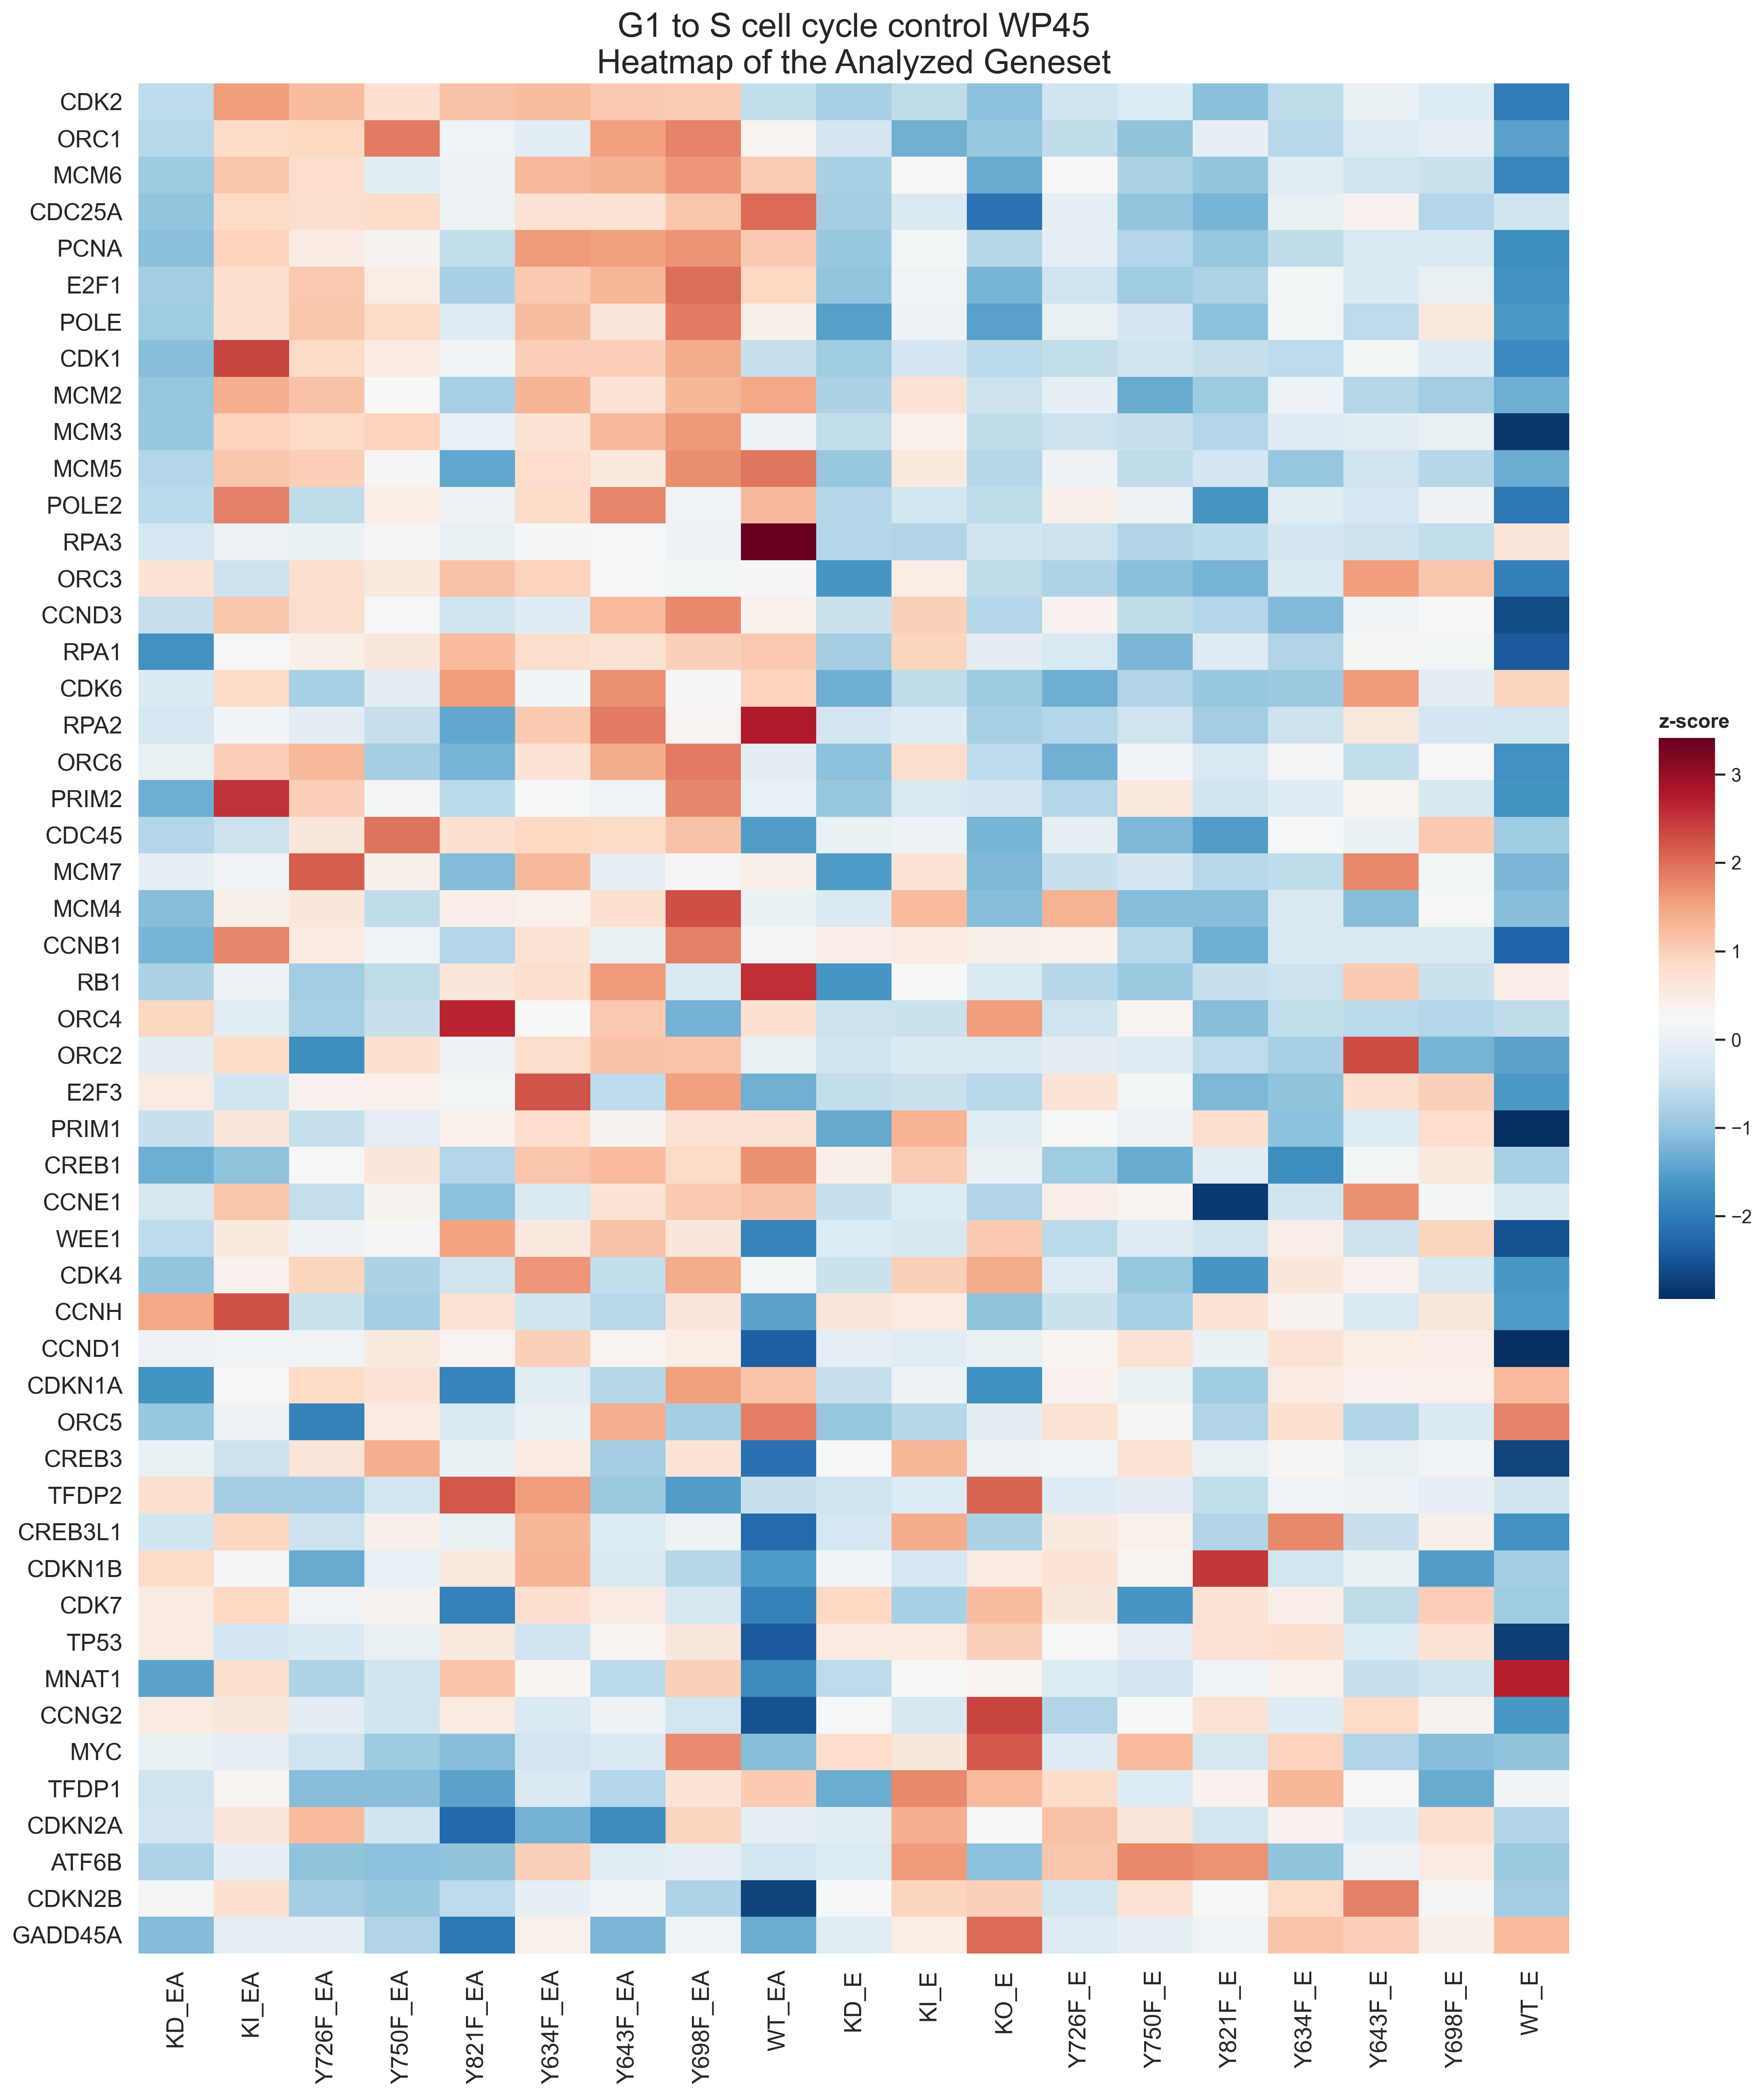 G1 to S cell cycle control WP45
Heatmap of the Analyzed Geneset
CDK2
ORC1
MCM6
CDC25A
PCNA
E2F1
POLE
CDK1
MCM2
MCM3
MCM5
POLE2
RPA3
ORC3
CCND3
RPA1
CDK6
RPA2
ORC6
PRIM2
CDC45
MCM7
MCM4
CCNB1
RB1
ORC4
ORC2
E2F3
PRIM1
CREB1
CCNE1
WEE1
CDK4
CCNH
CCND1
CDKN1A
ORC5
CREB3
TFDP2
CREB3L1
CDKN1B
CDK7
TP53
MNAT1
CCNG2
MYC
TFDP1
CDKN2A
ATF6B
CDKN2B
GADD45A
KD_EA
KI_EA
Y726F_EA
Y750F_EA
Y821F_EA
Y634F_EA
Y643F_EA
Y698F_EA
WT_EA
KD_E
KI_E
KO_E
Y726F_E
Y750F_E
Y821F_E
Y634F_E
Y643F_E
Y698F_E
WT_E
z-score
3
2
1
0
−1
−2